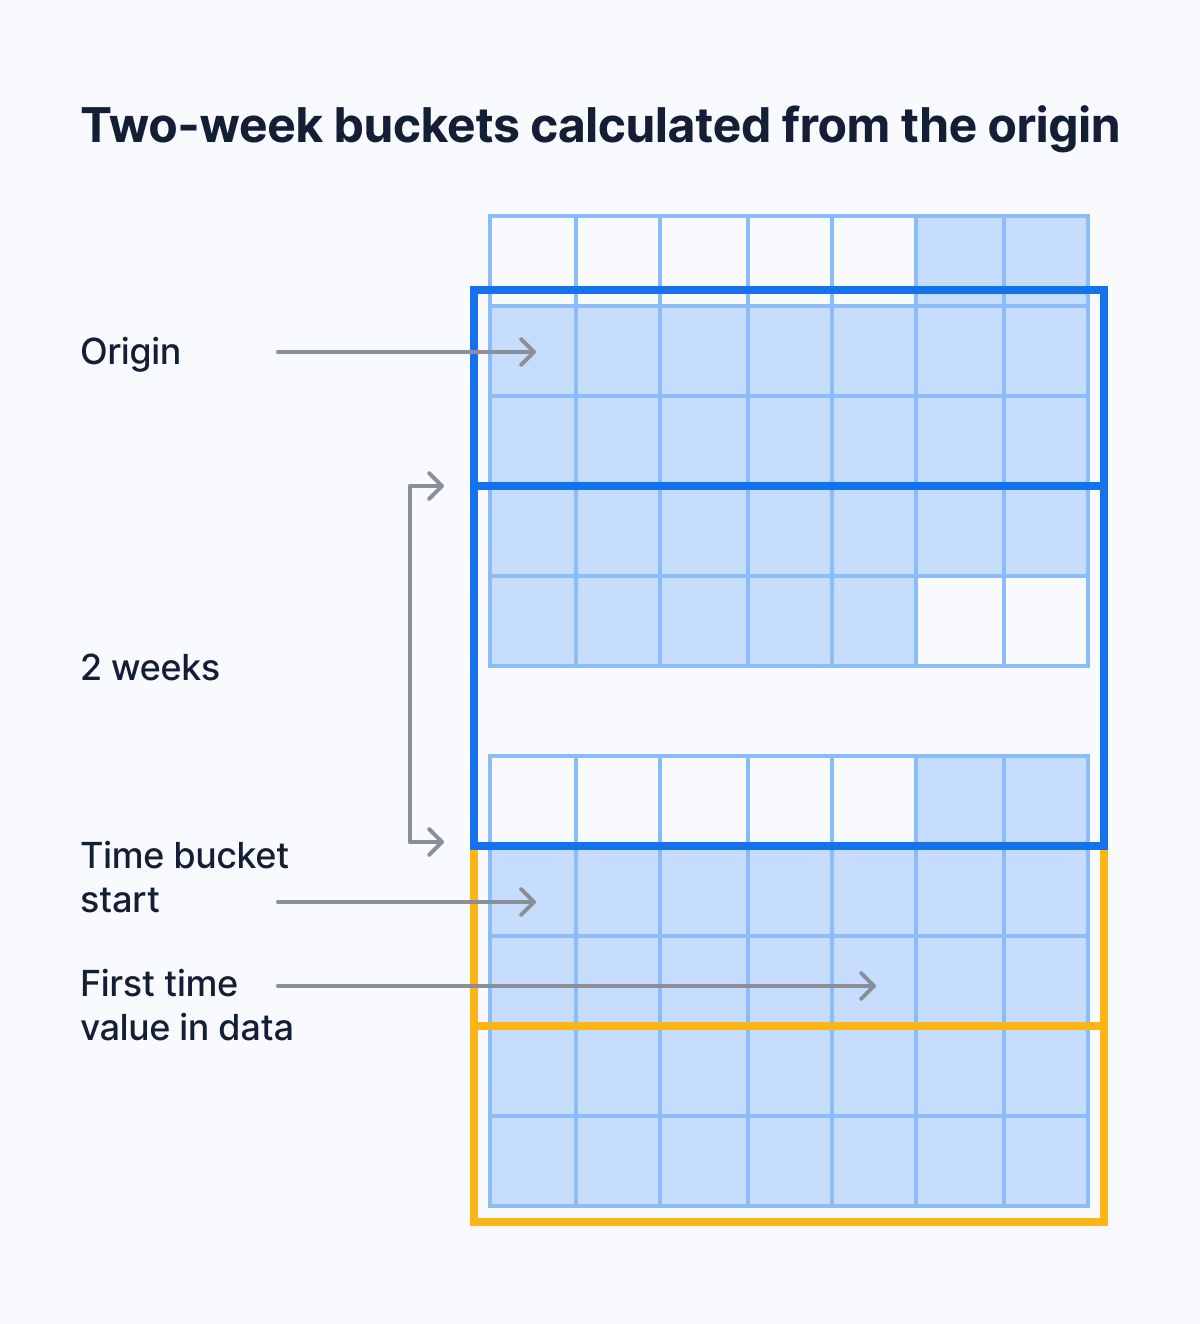 Two-week buckets calculated from the origin
Origin
2 weeks
Time bucket
start
First time
value in data